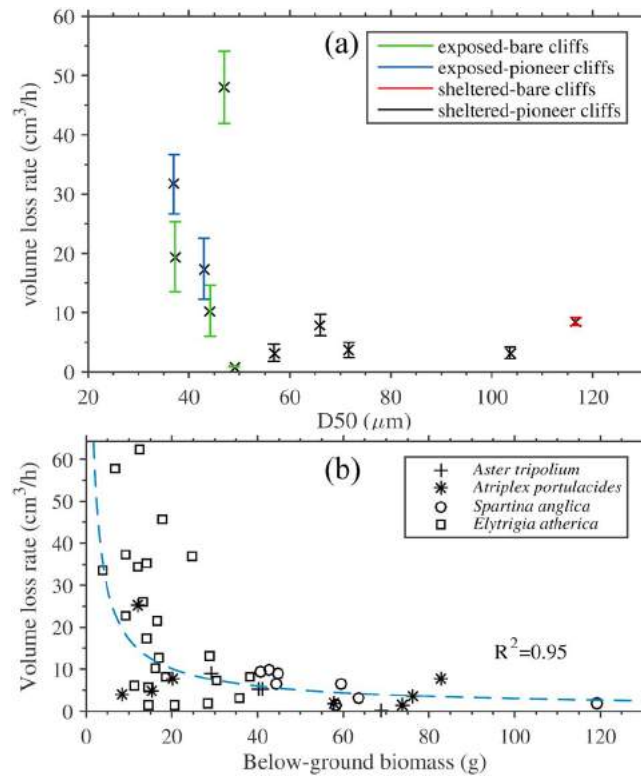 (a)
exposed-bare cliffs
exposed-pioneer cliffs
sheltered-bare cliffs
sheltered-pioneer cliffs
volume loss rate (cm³/h)
60
50
40
30
20
10
0
20 40 60 80 100 120
D50 (μm)
(b)
Aster tripolium
Atriplex portulacides
Spartina anglica
Elytrigia atherica
Volume loss rate (cm³/h)
60
50
40
30
20
10
0
R²=0.95
0 20 40 60 80 100 120
Below-ground biomass (g)